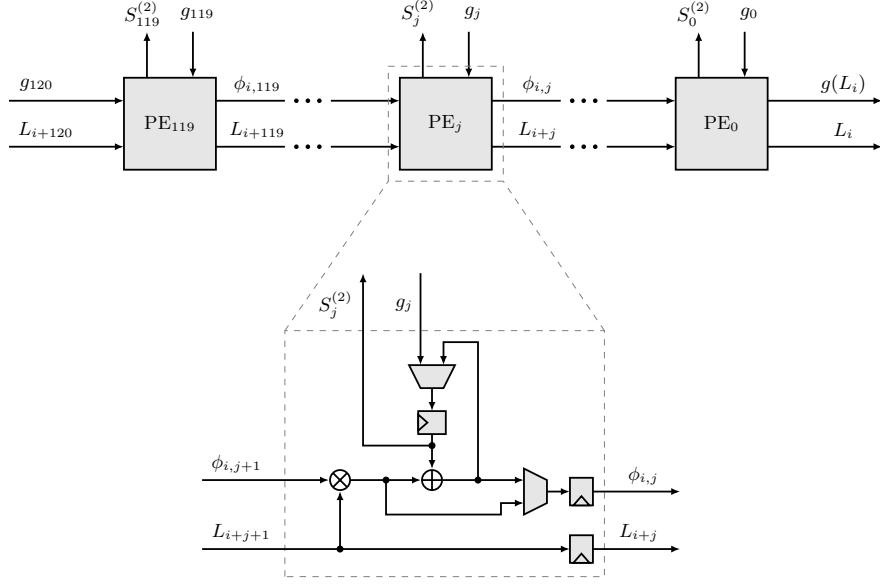 S_{119}^{(2)} g_{119} S_j^{(2)} g_j S_0^{(2)} g_0
g_{120} ϕ_{i,119} ϕ_{i,j} g(L_i)
PE_{119} PE_j PE_0
L_{i+120} L_{i+119} L_{i+j} L_i
S_j^{(2)} g_j
ϕ_{i,j+1} ϕ_{i,j}
L_{i+j+1} L_{i+j}